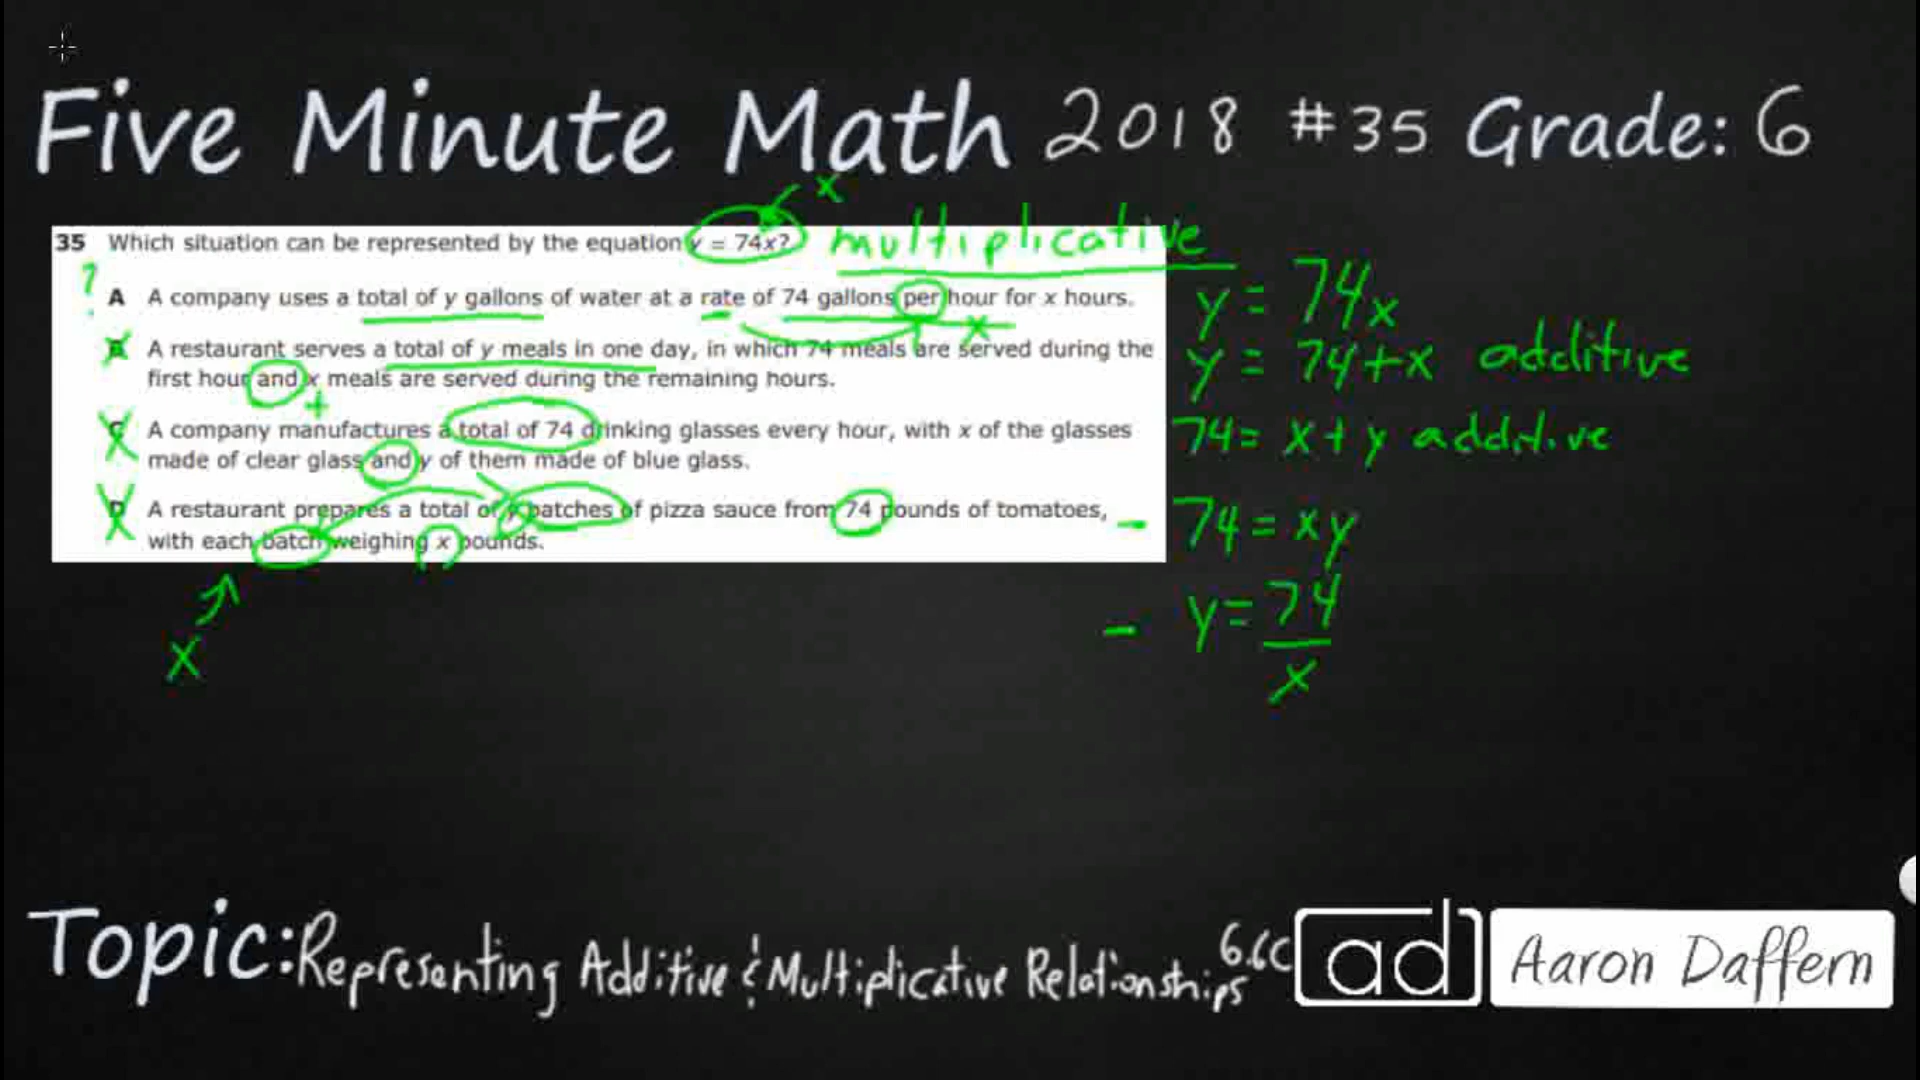 Five Minute Math 2018 #35 Grade: 6
x
35 Which situation can be represented by the equation y = 74x? multiplicative
?
A A company uses a total of y gallons of water at a rate of 74 gallons per hour for x hours.
x
B A restaurant serves a total of y meals in one day, in which 74 meals are served during the
first hour and x meals are served during the remaining hours.
+
C A company manufactures a total of 74 drinking glasses every hour, with x of the glasses
made of clear glass and y of them made of blue glass.
D A restaurant prepares a total of y batches of pizza sauce from 74 pounds of tomatoes,
with each batch weighing x pounds.
x
y = 74x
y = 74+x additive
74 = x + y additive
- 74 = xy
- y = 74
x
Topic: Representing Additive & Multiplicative Relationships 6.6C
ad Aaron Daffern